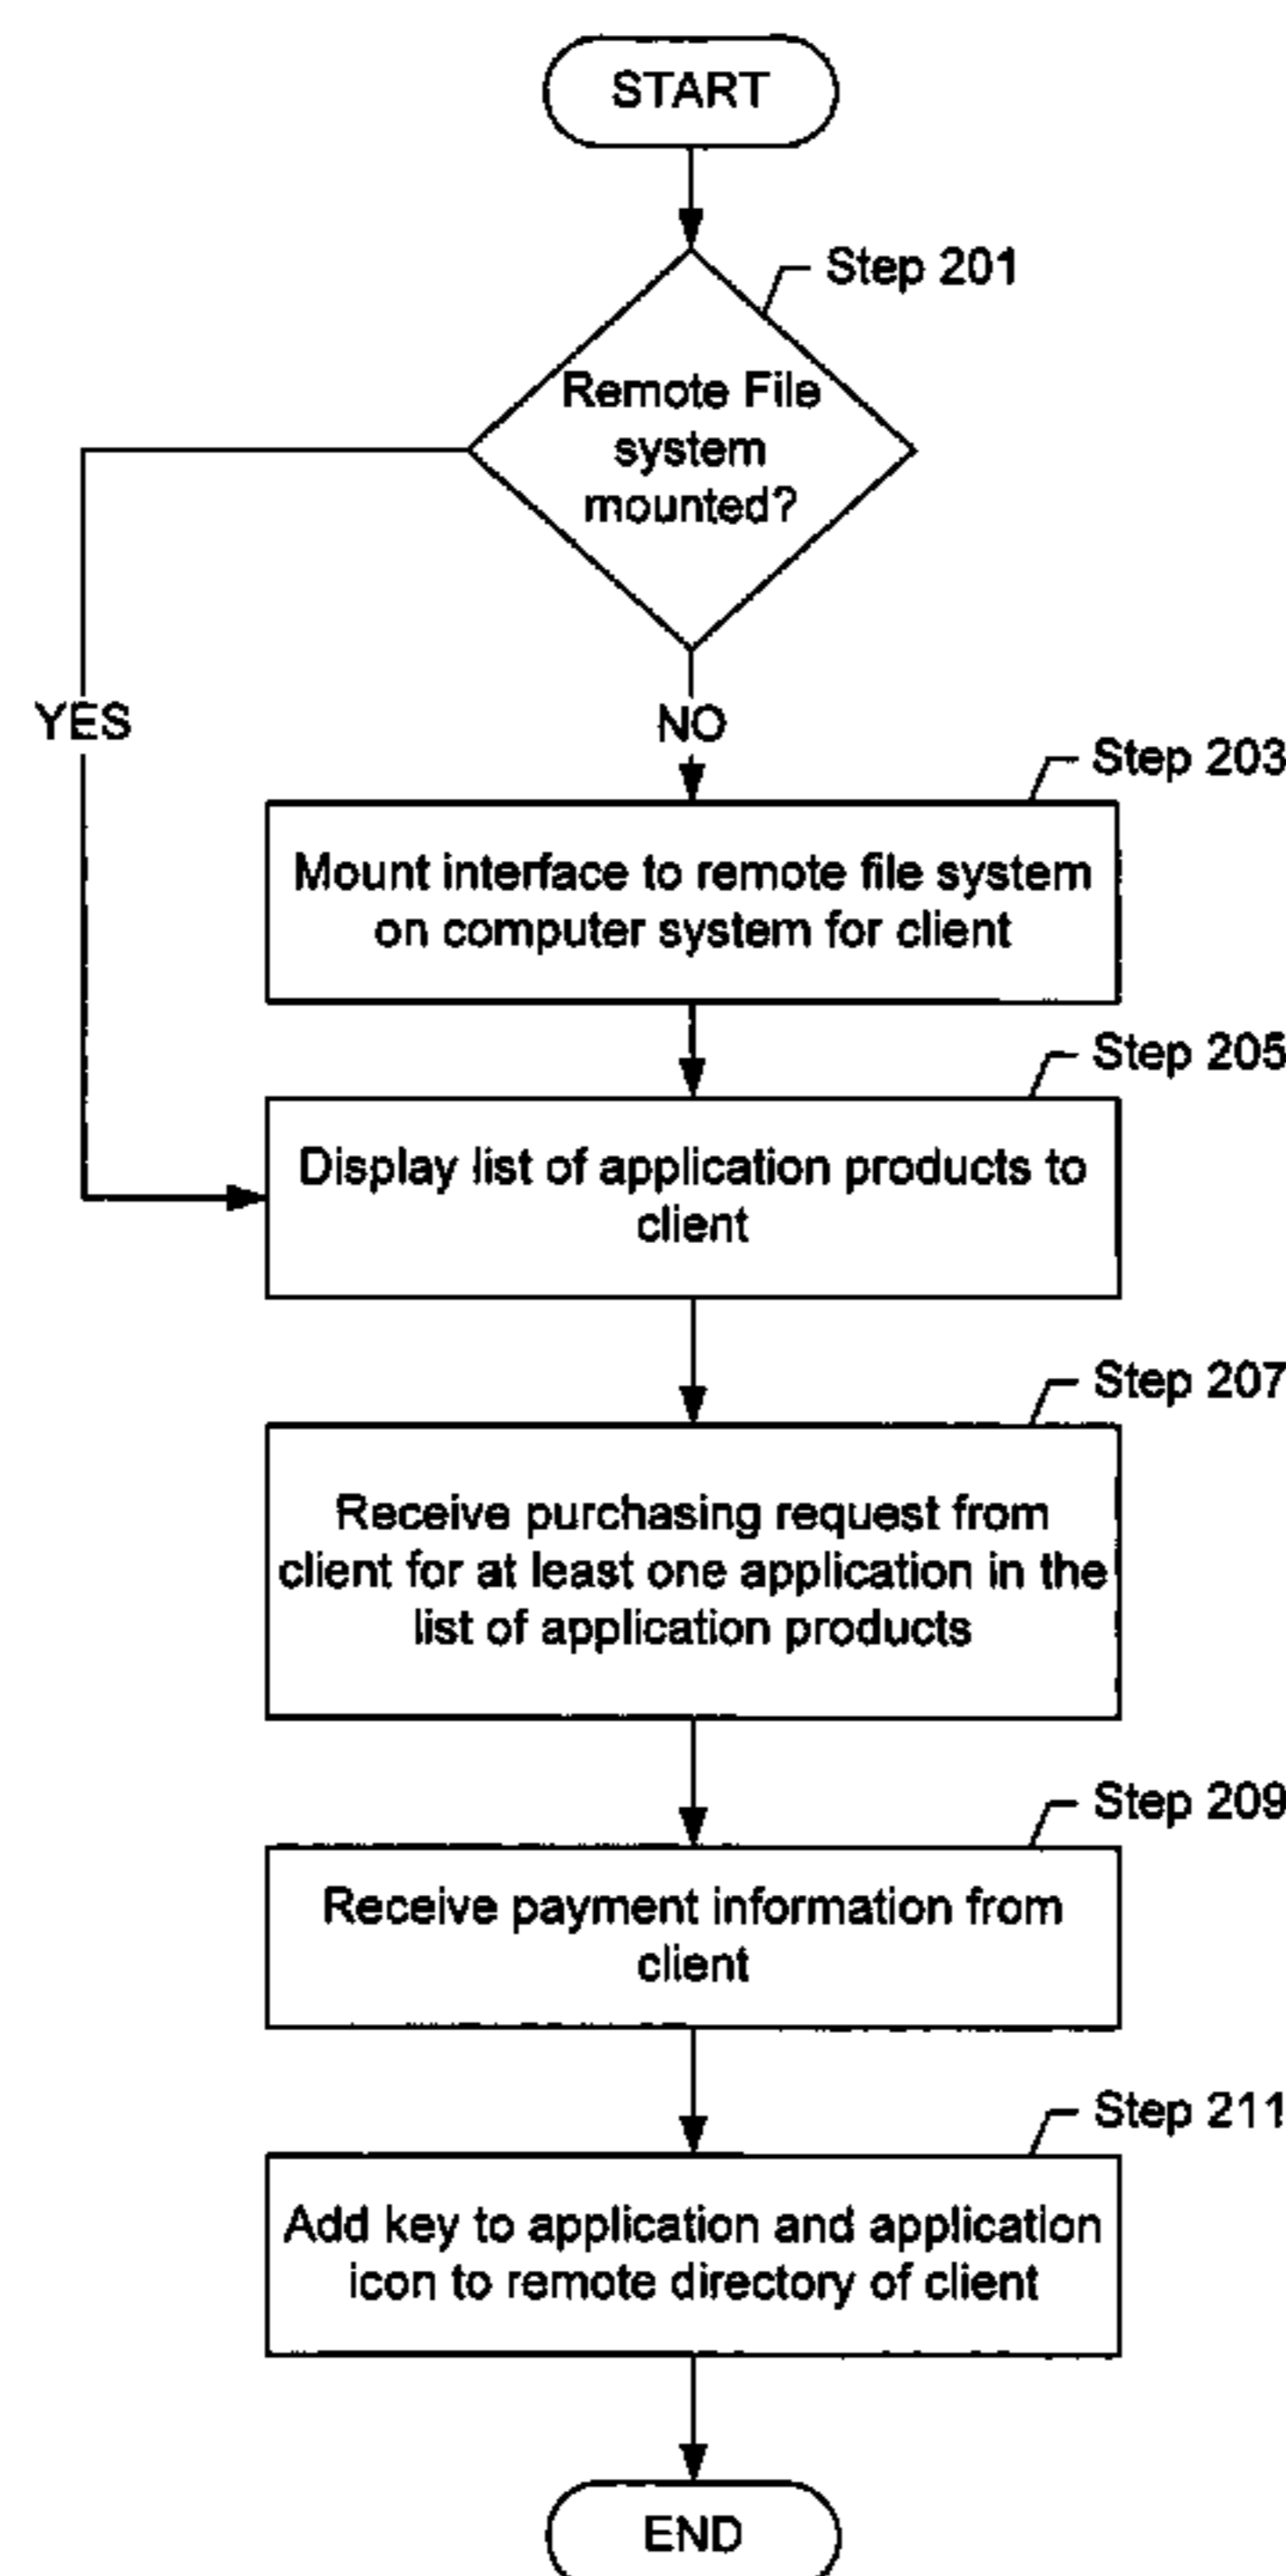 START
Step 201
Remote File
system
mounted?
YES
NO
Step 203
Mount interface to remote file system
on computer system for client
Step 205
Display list of application products to
client
Step 207
Receive purchasing request from
client for at least one application in the
list of application products
Step 209
Receive payment information from
client
Step 211
Add key to application and application
icon to remote directory of client
END